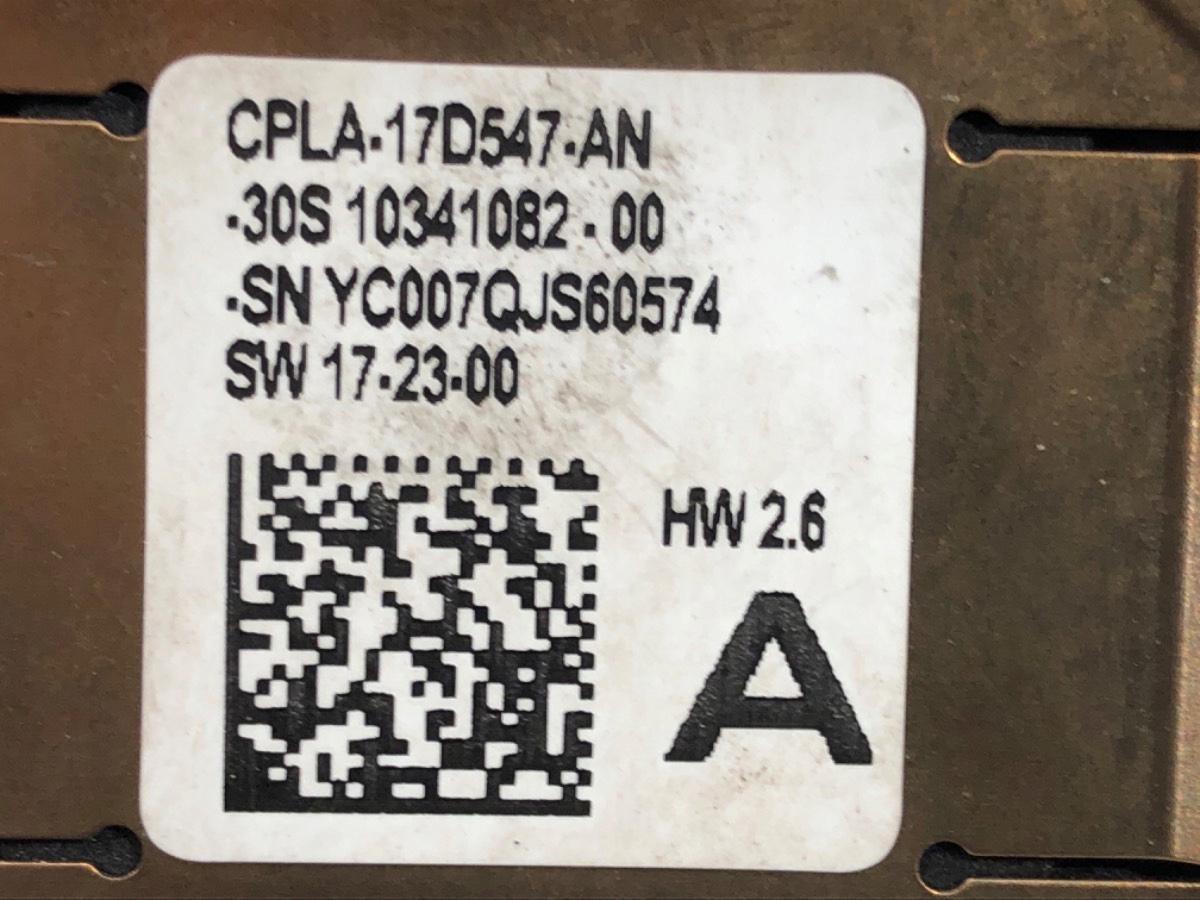 CPLA-17D547-AN
-30S 10341082 - 00
-SN YC007QJS60574
SW 17-23-00
HW 2.6
A